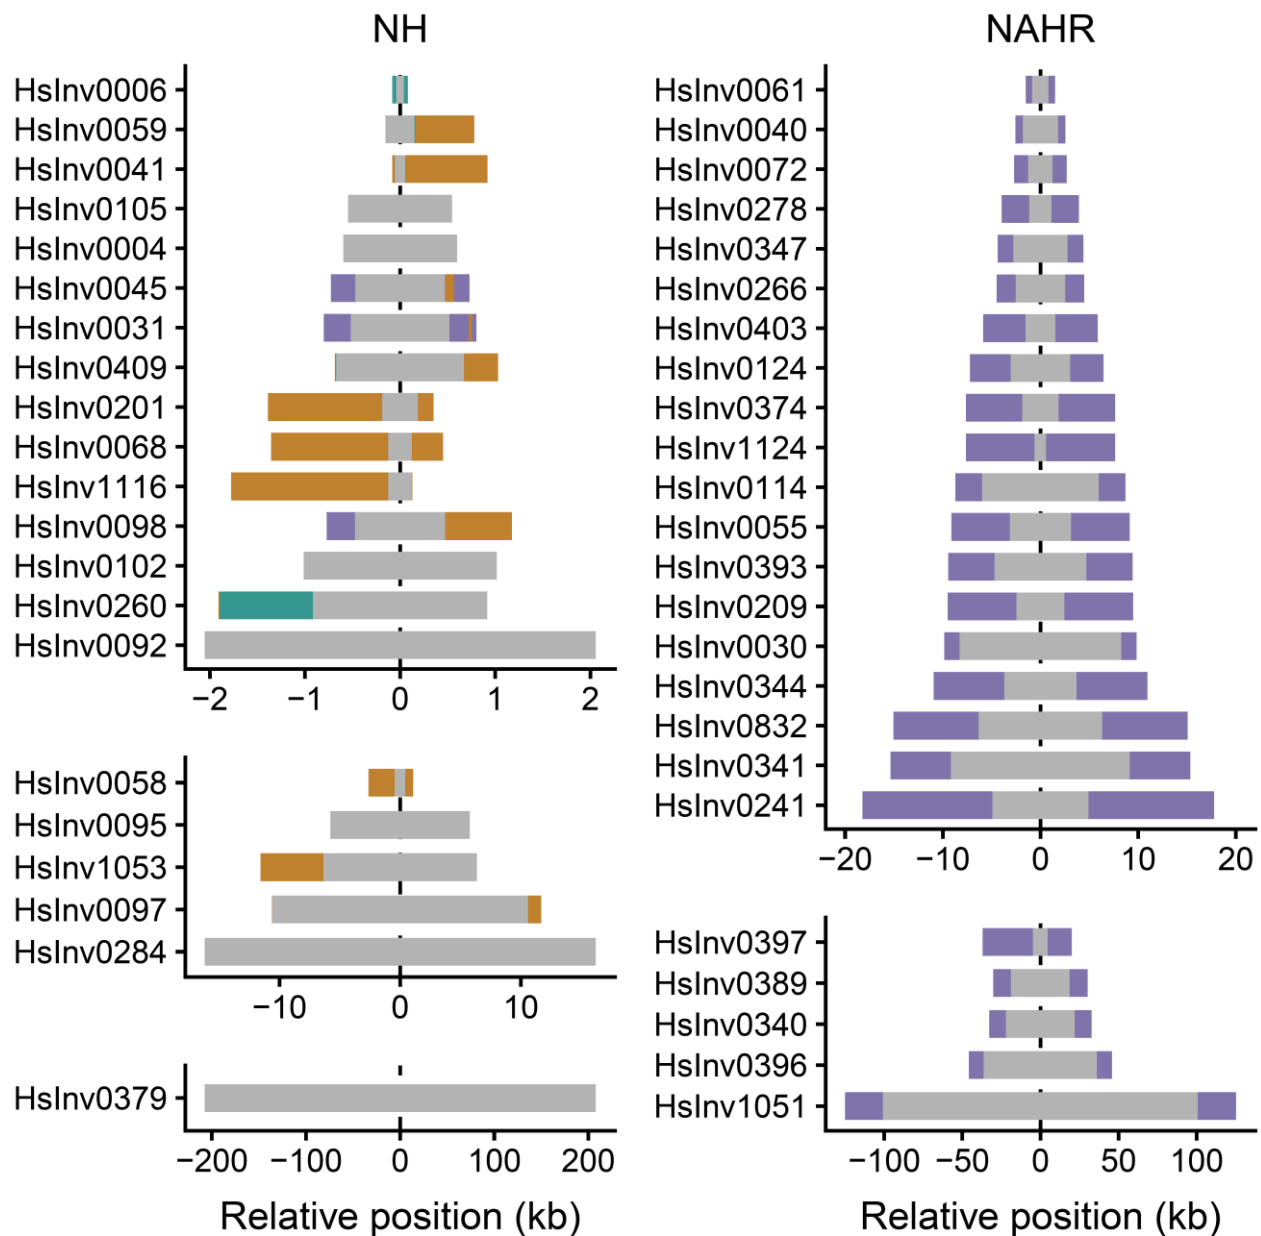 NH
HsInv0006
HsInv0059
HsInv0041
HsInv0105
HsInv0004
HsInv0045
HsInv0031
HsInv0409
HsInv0201
HsInv0068
HsInv1116
HsInv0098
HsInv0102
HsInv0260
HsInv0092
−2 −1 0 1 2
HsInv0058
HsInv0095
HsInv1053
HsInv0097
HsInv0284
−10 0 10
HsInv0379
−200 −100 0 100 200
Relative position (kb)
NAHR
HsInv0061
HsInv0040
HsInv0072
HsInv0278
HsInv0347
HsInv0266
HsInv0403
HsInv0124
HsInv0374
HsInv1124
HsInv0114
HsInv0055
HsInv0393
HsInv0209
HsInv0030
HsInv0344
HsInv0832
HsInv0341
HsInv0241
−20 −10 0 10 20
HsInv0397
HsInv0389
HsInv0340
HsInv0396
HsInv1051
−100 −50 0 50 100
Relative position (kb)